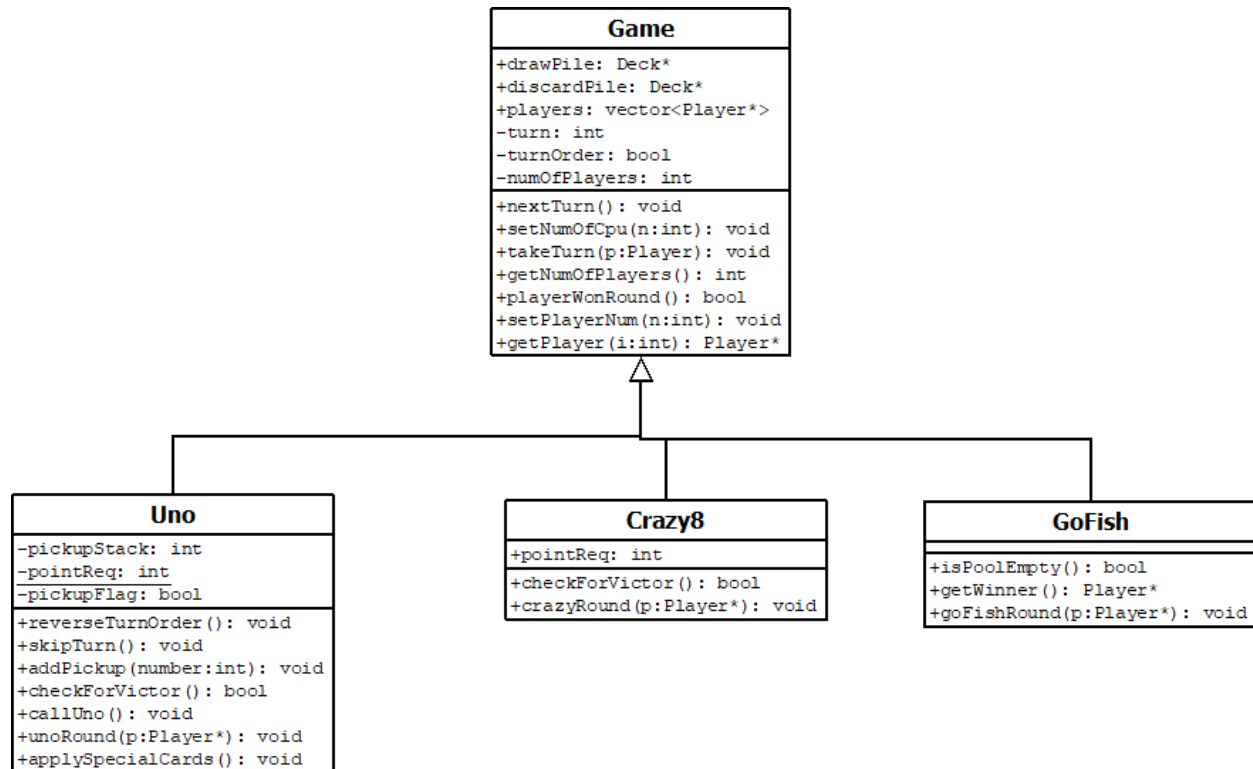 Game
+drawPile: Deck*
+discardPile: Deck*
+players: vector<Player*>
-turn: int
-turnOrder: bool
-numOfPlayers: int
+nextTurn(): void
+setNumOfCpu(n:int): void
+takeTurn(p:Player): void
+getNumOfPlayers(): int
+playerWonRound(): bool
+setPlayerNum(n:int): void
+getPlayer(i:int): Player*
Uno
-pickupStack: int
-pointReq: int
-pickupFlag: bool
+reverseTurnOrder(): void
+skipTurn(): void
+addPickup(number:int): void
+checkForVictor(): bool
+callUno(): void
+unoRound(p:Player*): void
+applySpecialCards(): void
Crazy8
+pointReq: int
+checkForVictor(): bool
+crazyRound(p:Player*): void
GoFish
+isPoolEmpty(): bool
+getWinner(): Player*
+goFishRound(p:Player*): void